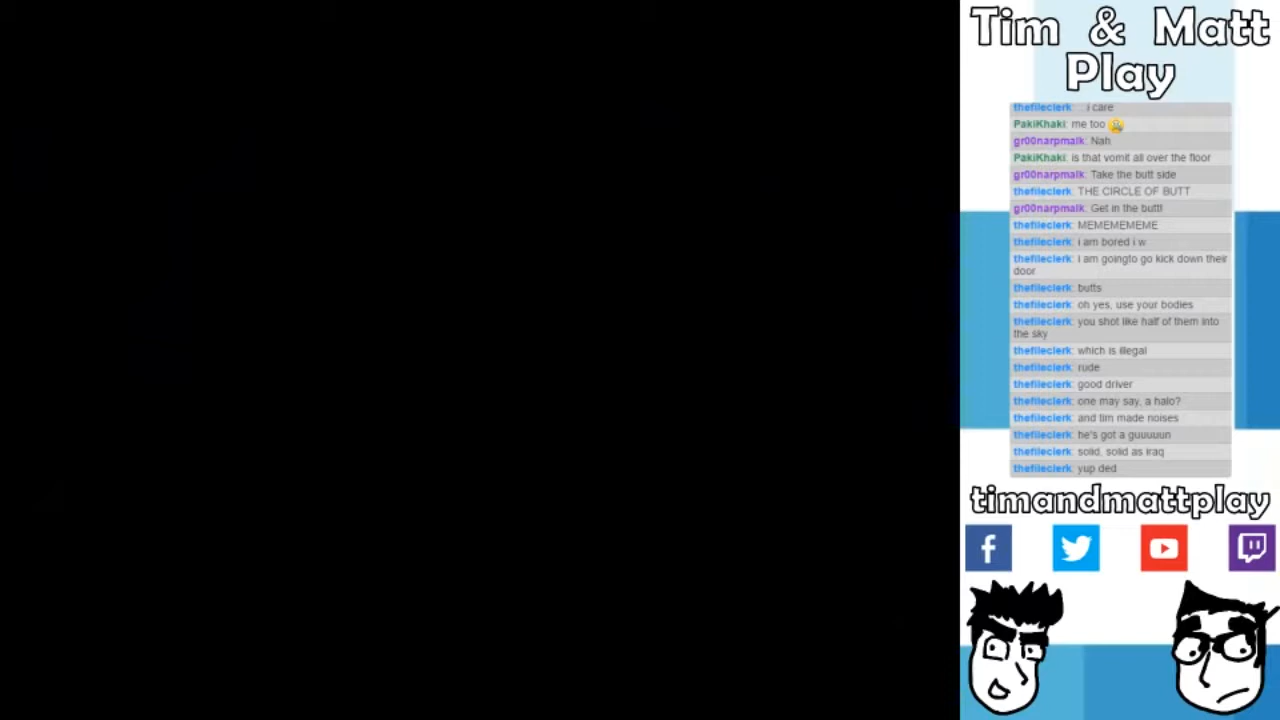 Tim & Matt
Play
thefileclerk: ...i care
PakiKhaki: me too
gr00narpmalk: Nah
PakiKhaki: is that vomit all over the floor
gr00narpmalk: Take the butt side
thefileclerk: THE CIRCLE OF BUTT
gr00narpmalk: Get in the butt!
thefileclerk: MEMEMEMEME
thefileclerk: i am bored i w
thefileclerk: i am goingto go kick down their
door
thefileclerk: butts
thefileclerk: oh yes, use your bodies
thefileclerk: you shot like half of them into
the sky
thefileclerk: which is illegal
thefileclerk: rude
thefileclerk: good driver
thefileclerk: one may say, a halo?
thefileclerk: and tim made noises
thefileclerk: he's got a guuuuun
thefileclerk: solid, solid as iraq
thefileclerk: yup ded
timandmattplay